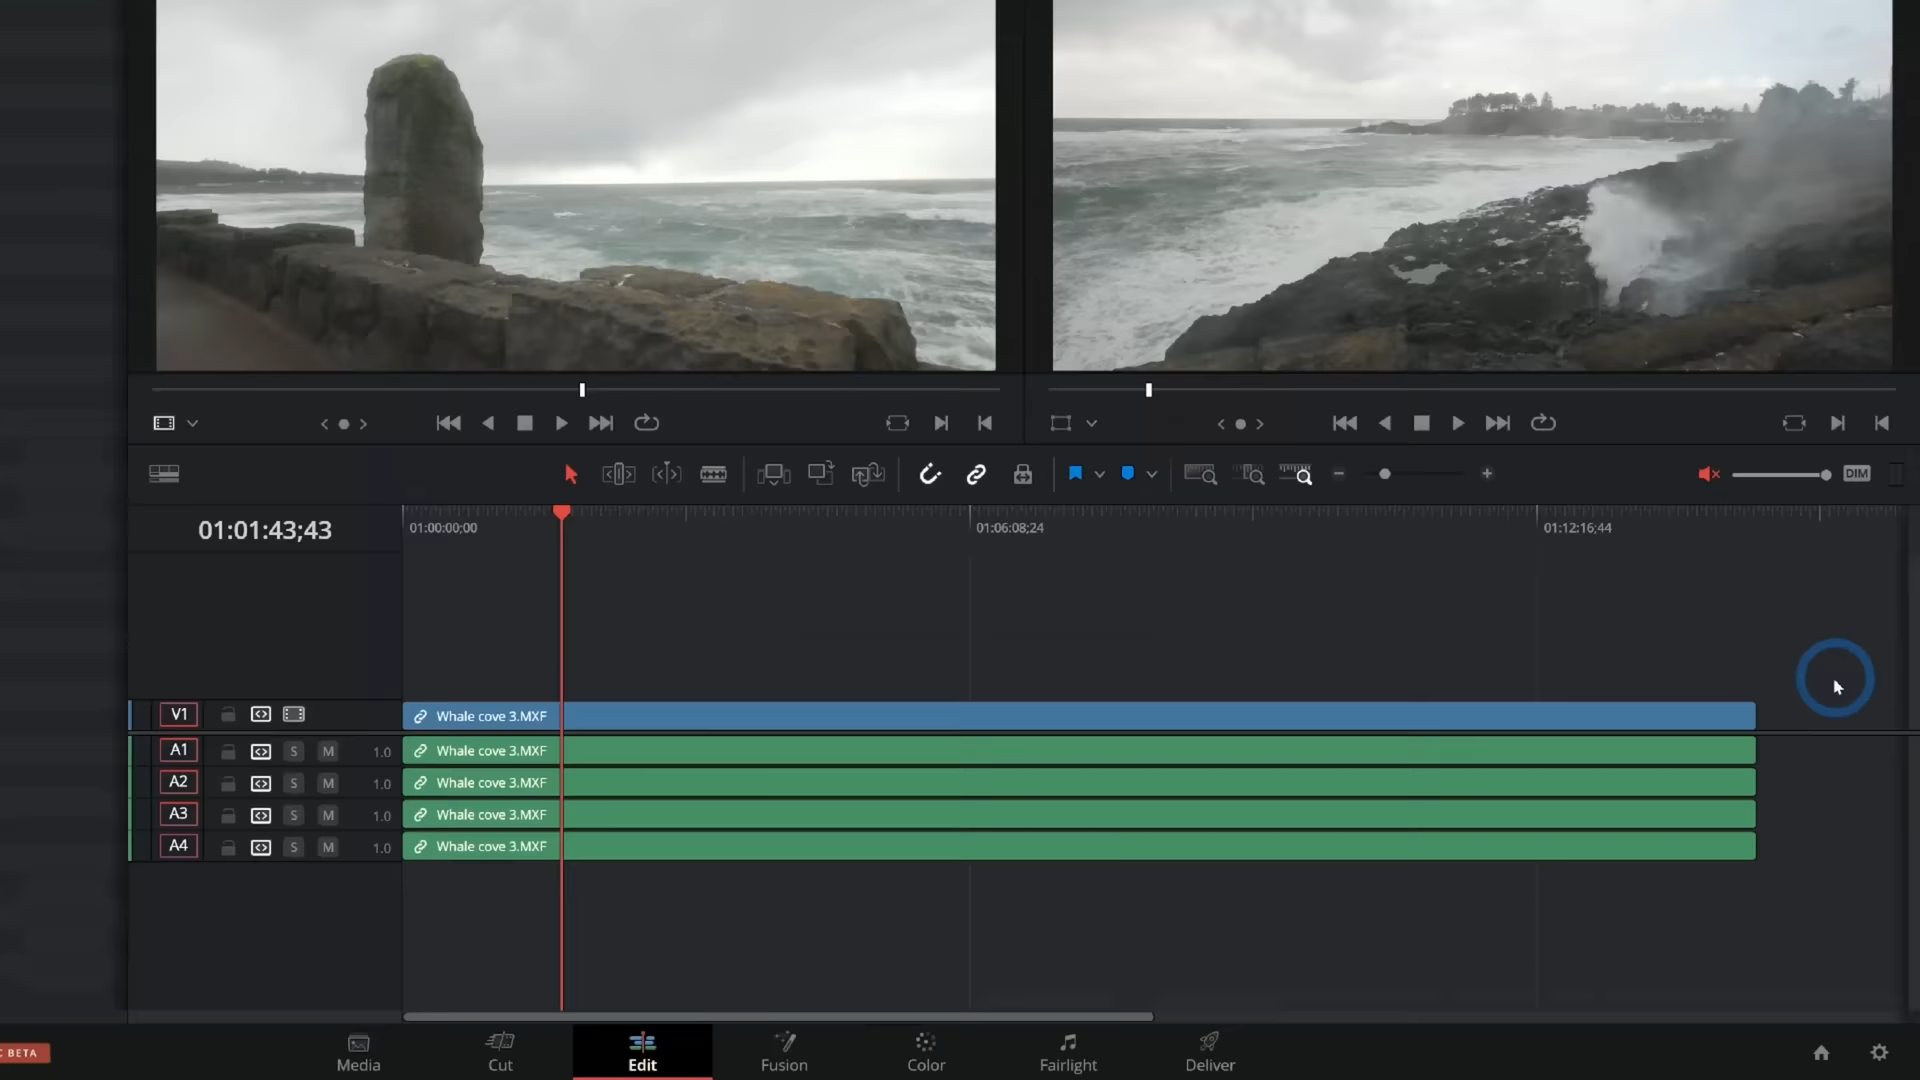 DIM
01:01:43;43
01:00:00;00
01:06:08;24
01:12:16;44
V1
Whale cove 3.MXF
A1 S M 1.0
Whale cove 3.MXF
A2 S M 1.0
Whale cove 3.MXF
A3 S M 1.0
Whale cove 3.MXF
A4 S M 1.0
Whale cove 3.MXF
C BETA
Media
Cut
Edit
Fusion
Color
Fairlight
Deliver